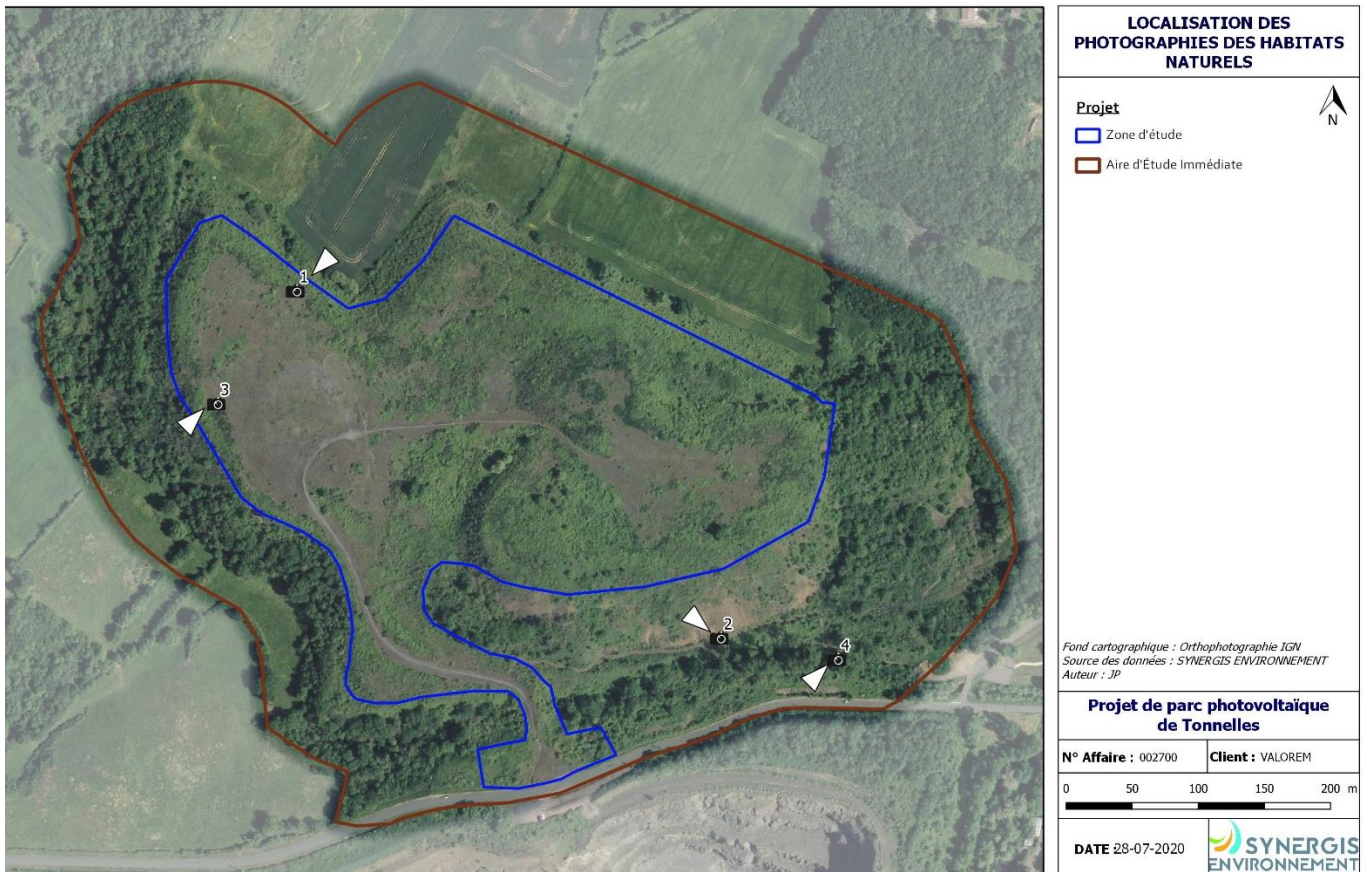 LOCALISATION DES
PHOTOGRAPHIES DES HABITATS
NATURELS
Projet
N
Zone d'étude
Aire d'Étude Immédiate
1
3
2
4
Fond cartographique : Orthophotographie IGN
Source des données : SYNERGIS ENVIRONNEMENT
Auteur : JP
Projet de parc photovoltaïque
de Tonnelles
N° Affaire : 002700 Client : VALOREM
0 50 100 150 200 m
DATE :28-07-2020
SYNERGIS
ENVIRONNEMENT